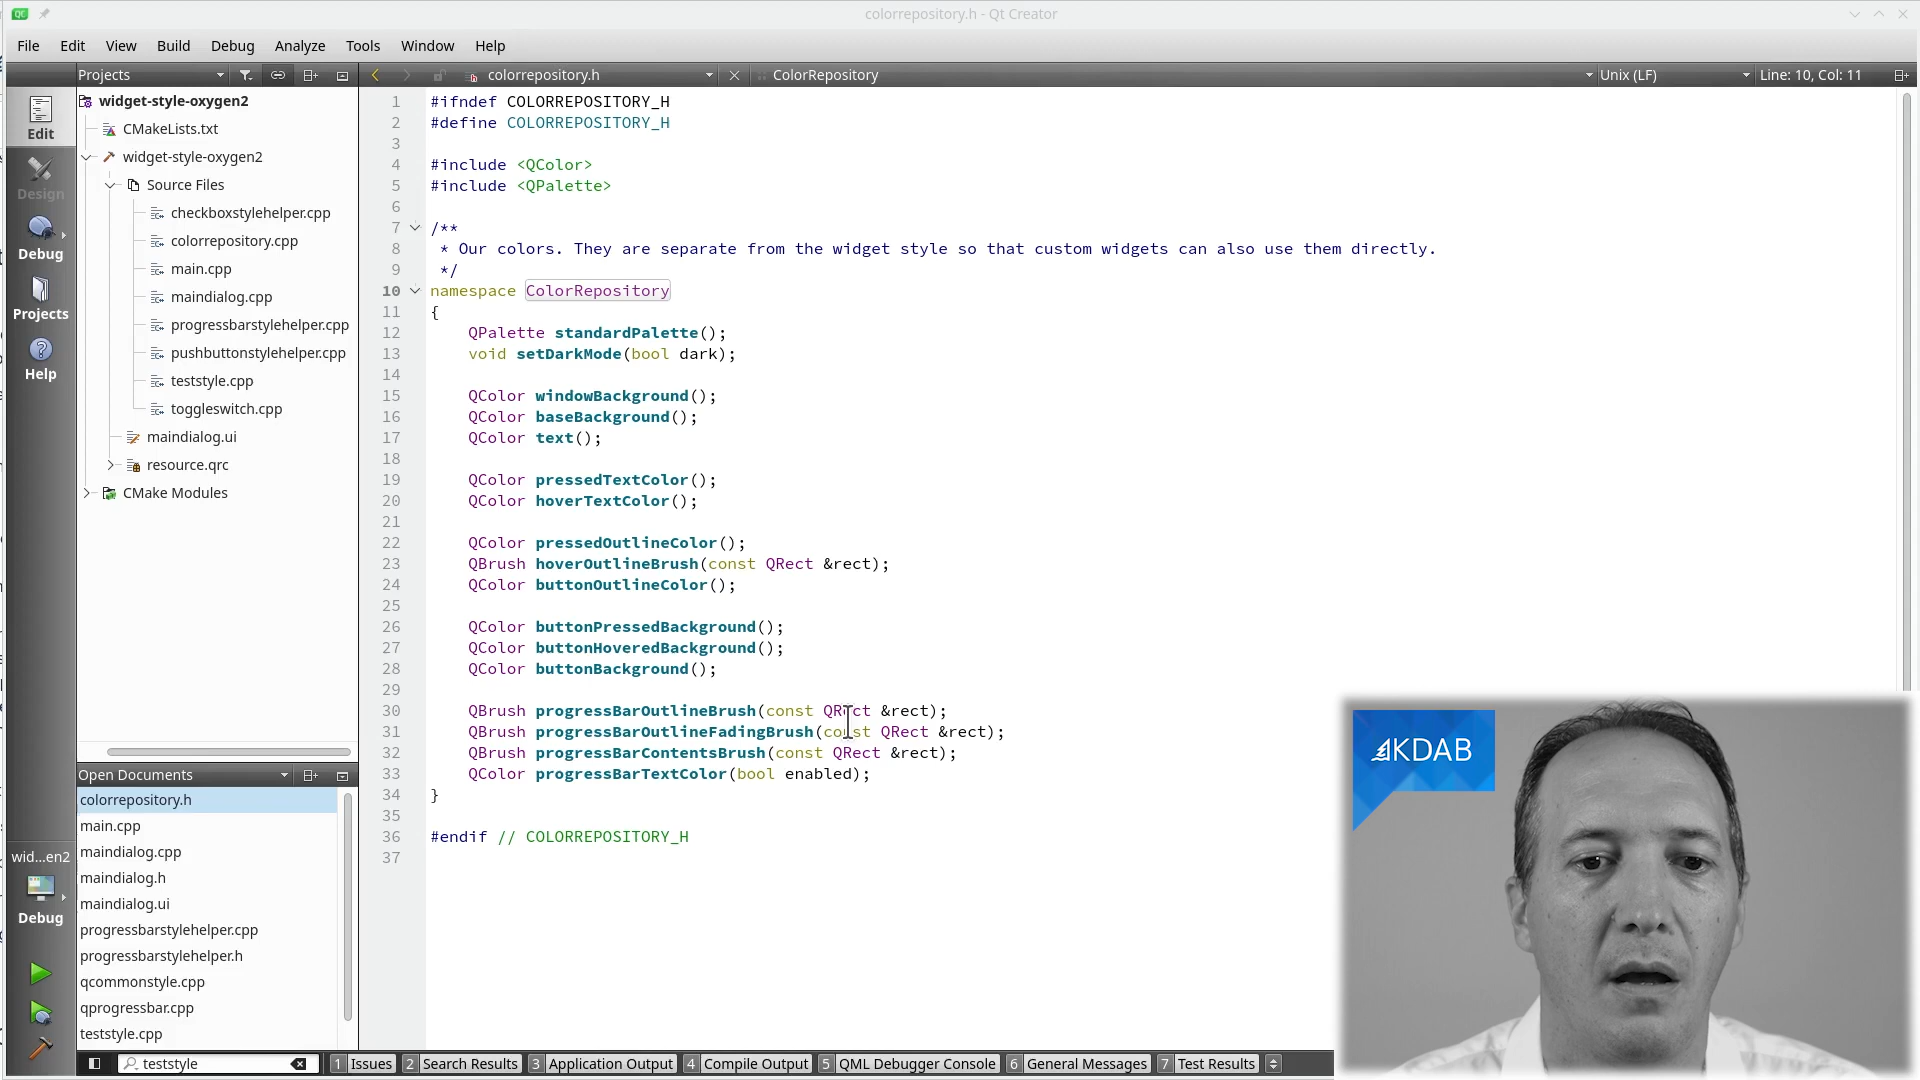 colorrepository.h - Qt Creator
File Edit View Build Debug Analyze Tools Window Help
Projects
colorrepository.h
ColorRepository
Unix (LF)
Line: 10, Col: 11
Edit
Design
Debug
Projects
Help
wid...en2
Debug
widget-style-oxygen2
CMakeLists.txt
widget-style-oxygen2
Source Files
checkboxstylehelper.cpp
colorrepository.cpp
main.cpp
maindialog.cpp
progressbarstylehelper.cpp
pushbuttonstylehelper.cpp
teststyle.cpp
toggleswitch.cpp
maindialog.ui
resource.qrc
CMake Modules
Open Documents
colorrepository.h
main.cpp
maindialog.cpp
maindialog.h
maindialog.ui
progressbarstylehelper.cpp
progressbarstylehelper.h
qcommonstyle.cpp
qprogressbar.cpp
teststyle.cpp
1 #ifndef COLORREPOSITORY_H
2 #define COLORREPOSITORY_H
3
4 #include <QColor>
5 #include <QPalette>
6
7 /**
8 * Our colors. They are separate from the widget style so that custom widgets can also use them directly.
9 */
10 namespace ColorRepository
11 {
12 QPalette standardPalette();
13 void setDarkMode(bool dark);
14
15 QColor windowBackground();
16 QColor baseBackground();
17 QColor text();
18
19 QColor pressedTextColor();
20 QColor hoverTextColor();
21
22 QColor pressedOutlineColor();
23 QBrush hoverOutlineBrush(const QRect &rect);
24 QColor buttonOutlineColor();
25
26 QColor buttonPressedBackground();
27 QColor buttonHoveredBackground();
28 QColor buttonBackground();
29
30 QBrush progressBarOutlineBrush(const QRect &rect);
31 QBrush progressBarOutlineFadingBrush(const QRect &rect);
32 QBrush progressBarContentsBrush(const QRect &rect);
33 QColor progressBarTextColor(bool enabled);
34 }
35
36 #endif // COLORREPOSITORY_H
37
KDAB
teststyle
1 Issues 2 Search Results 3 Application Output 4 Compile Output 5 QML Debugger Console 6 General Messages 7 Test Results